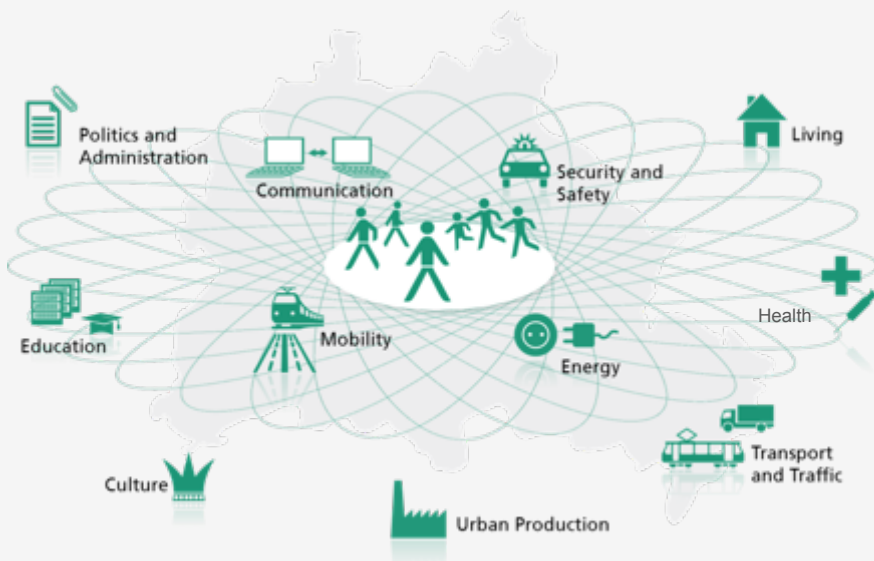 Politics and
Administration
Communication
Security and
Safety
Living
Education
Mobility
Energy
Health
Culture
Urban Production
Transport
and Traffic